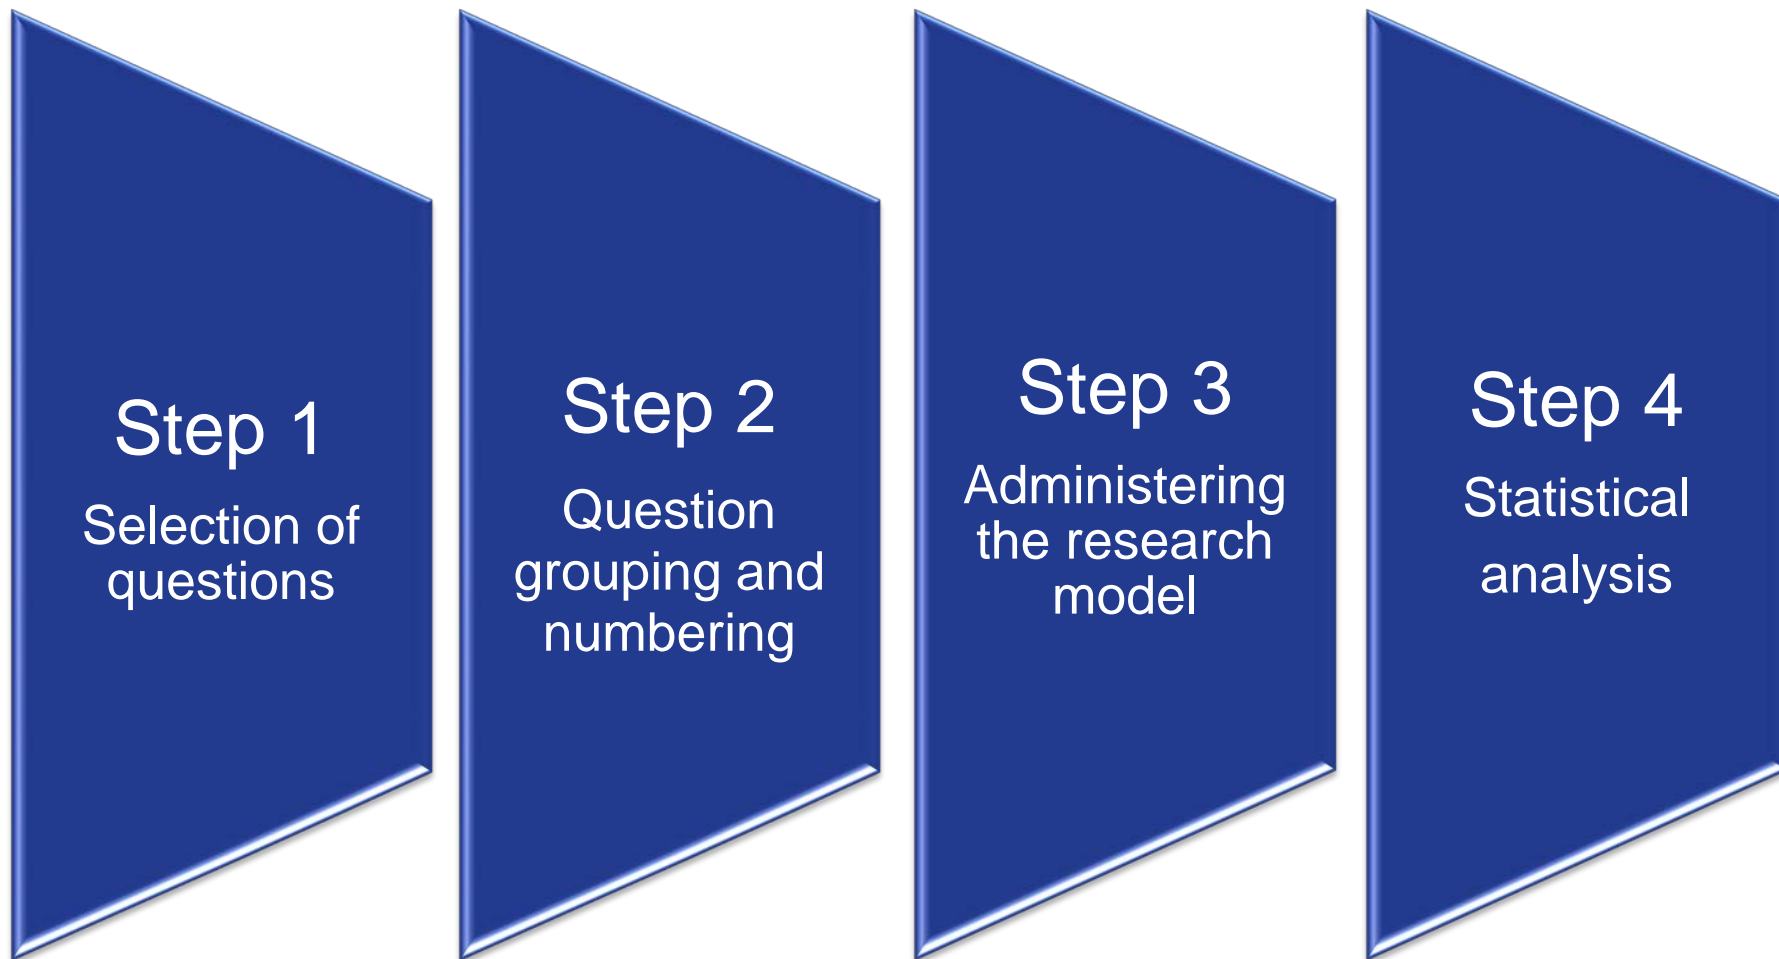 Step 1
Selection of
questions
Step 2
Question
grouping and
numbering
Step 3
Administering
the research
model
Step 4
Statistical
analysis